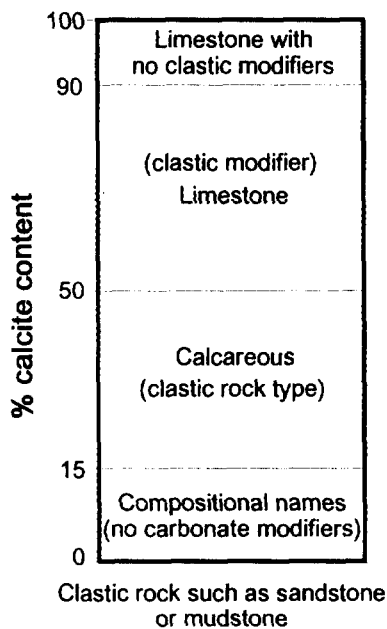 100
Limestone with
no clastic modifiers
90
(clastic modifier)
Limestone
% calcite content
50
Calcareous
(clastic rock type)
15
Compositional names
(no carbonate modifiers)
0
Clastic rock such as sandstone
or mudstone